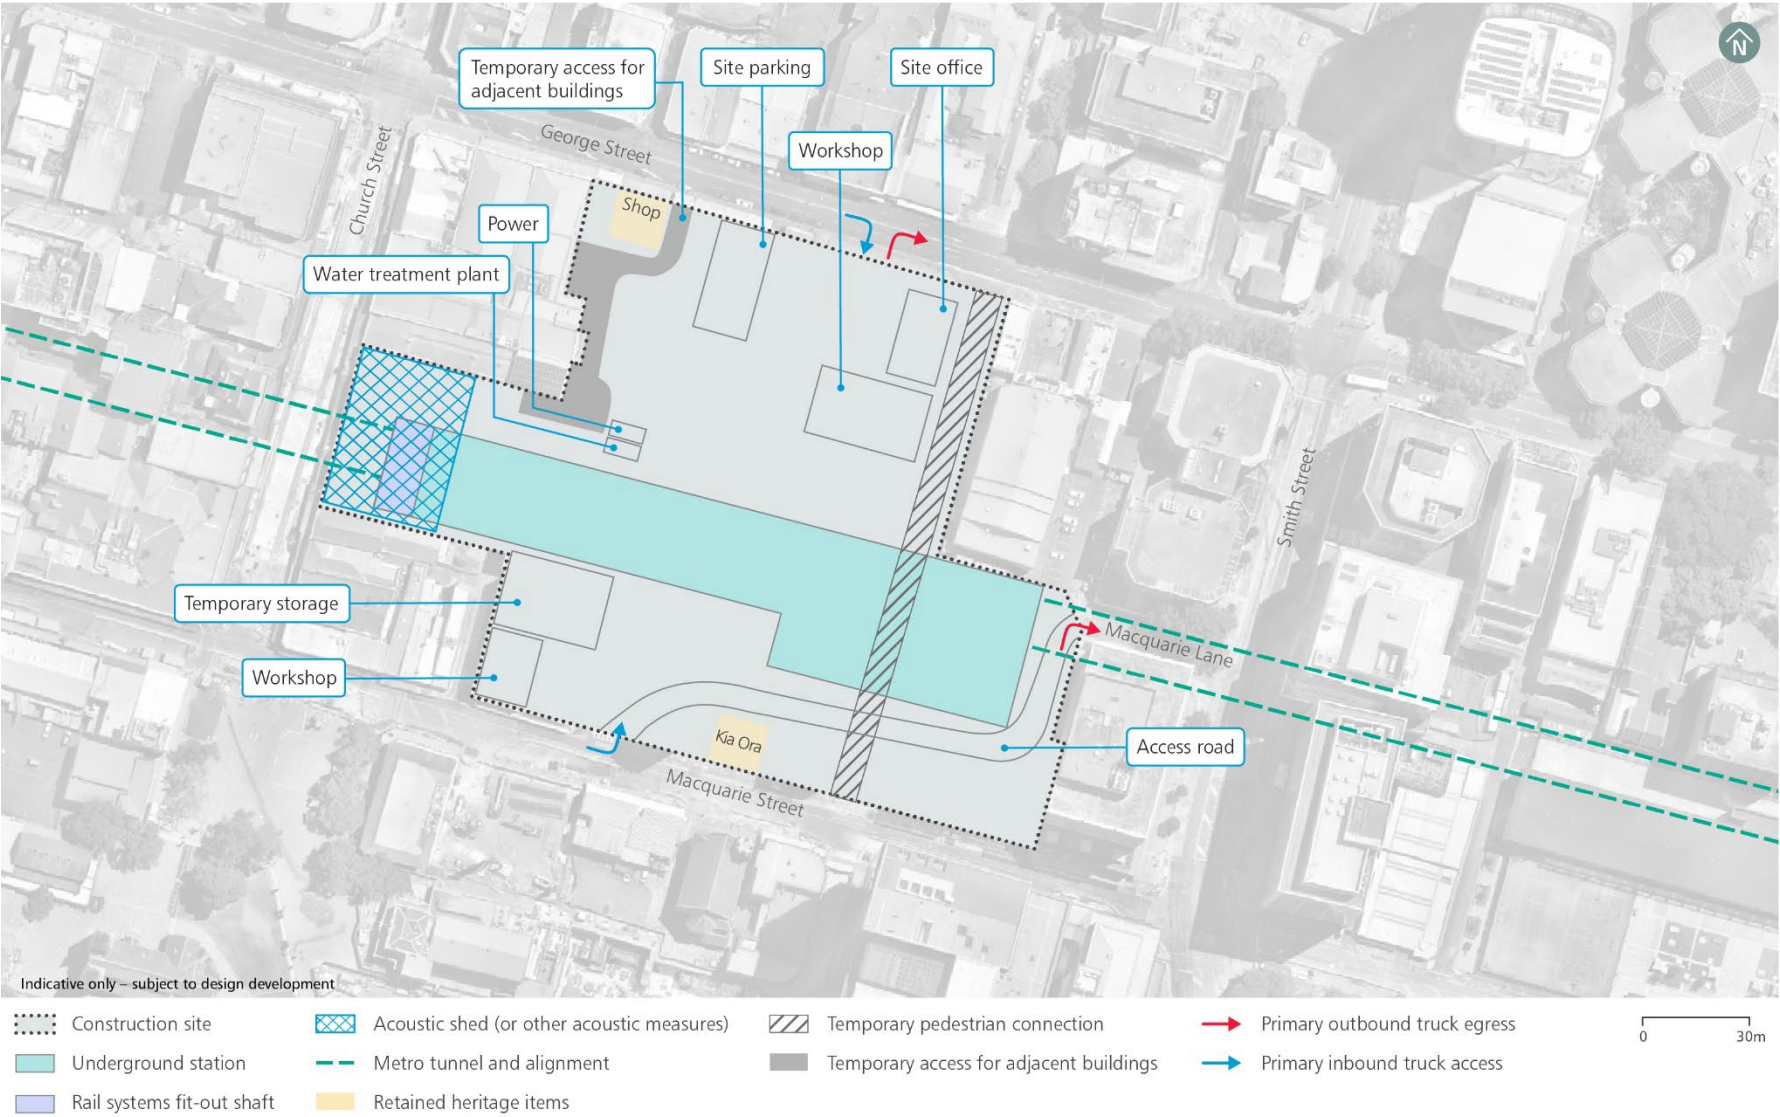 N
Temporary access for
adjacent buildings
Site parking
Site office
Workshop
George Street
Church Street
Shop
Power
Water treatment plant
Smith Street
Temporary storage
Macquarie Lane
Workshop
Kia Ora
Access road
Macquarie Street
Indicative only – subject to design development
Construction site
Acoustic shed (or other acoustic measures)
Temporary pedestrian connection
Primary outbound truck egress
Underground station
Metro tunnel and alignment
Temporary access for adjacent buildings
Primary inbound truck access
0 30m
Rail systems fit-out shaft
Retained heritage items